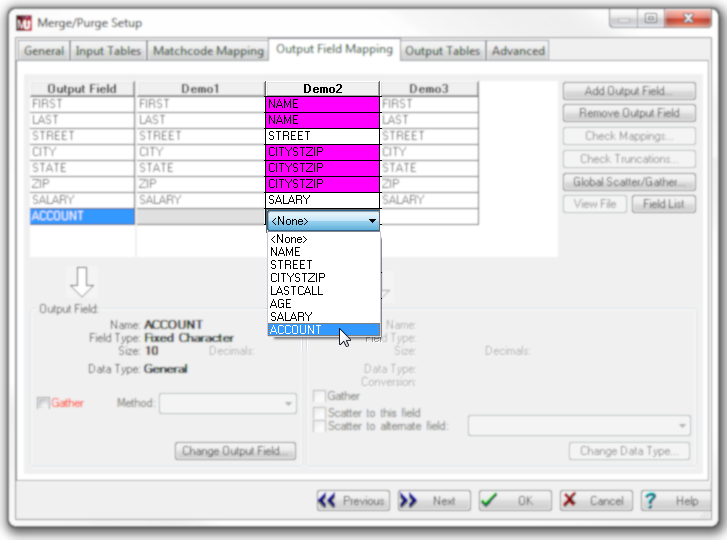 MU Merge/Purge Setup
General Input Tables Matchcode Mapping Output Field Mapping Output Tables Advanced
Output Field Demo1 Demo2 Demo3
FIRST FIRST NAME FIRST
LAST LAST NAME LAST
STREET STREET STREET STREET
CITY CITY CITYSTZIP CITY
STATE STATE CITYSTZIP STATE
ZIP ZIP CITYSTZIP ZIP
SALARY SALARY SALARY SALARY
ACCOUNT <None>
<None>
NAME
STREET
CITYSTZIP
LASTCALL
AGE
SALARY
ACCOUNT
Add Output Field...
Remove Output Field
Check Mappings...
Check Truncations...
Global Scatter/Gather...
View File Field List
Output Field:
Name: ACCOUNT
Field Type: Fixed Character
Size: 10 Decimals:
Data Type: General
Gather Method:
Change Output Field...
Name:
Field Type:
Size: Decimals:
Data Type:
Conversion:
Gather
Scatter to this field
Scatter to alternate field:
Change Data Type...
Previous Next OK Cancel Help